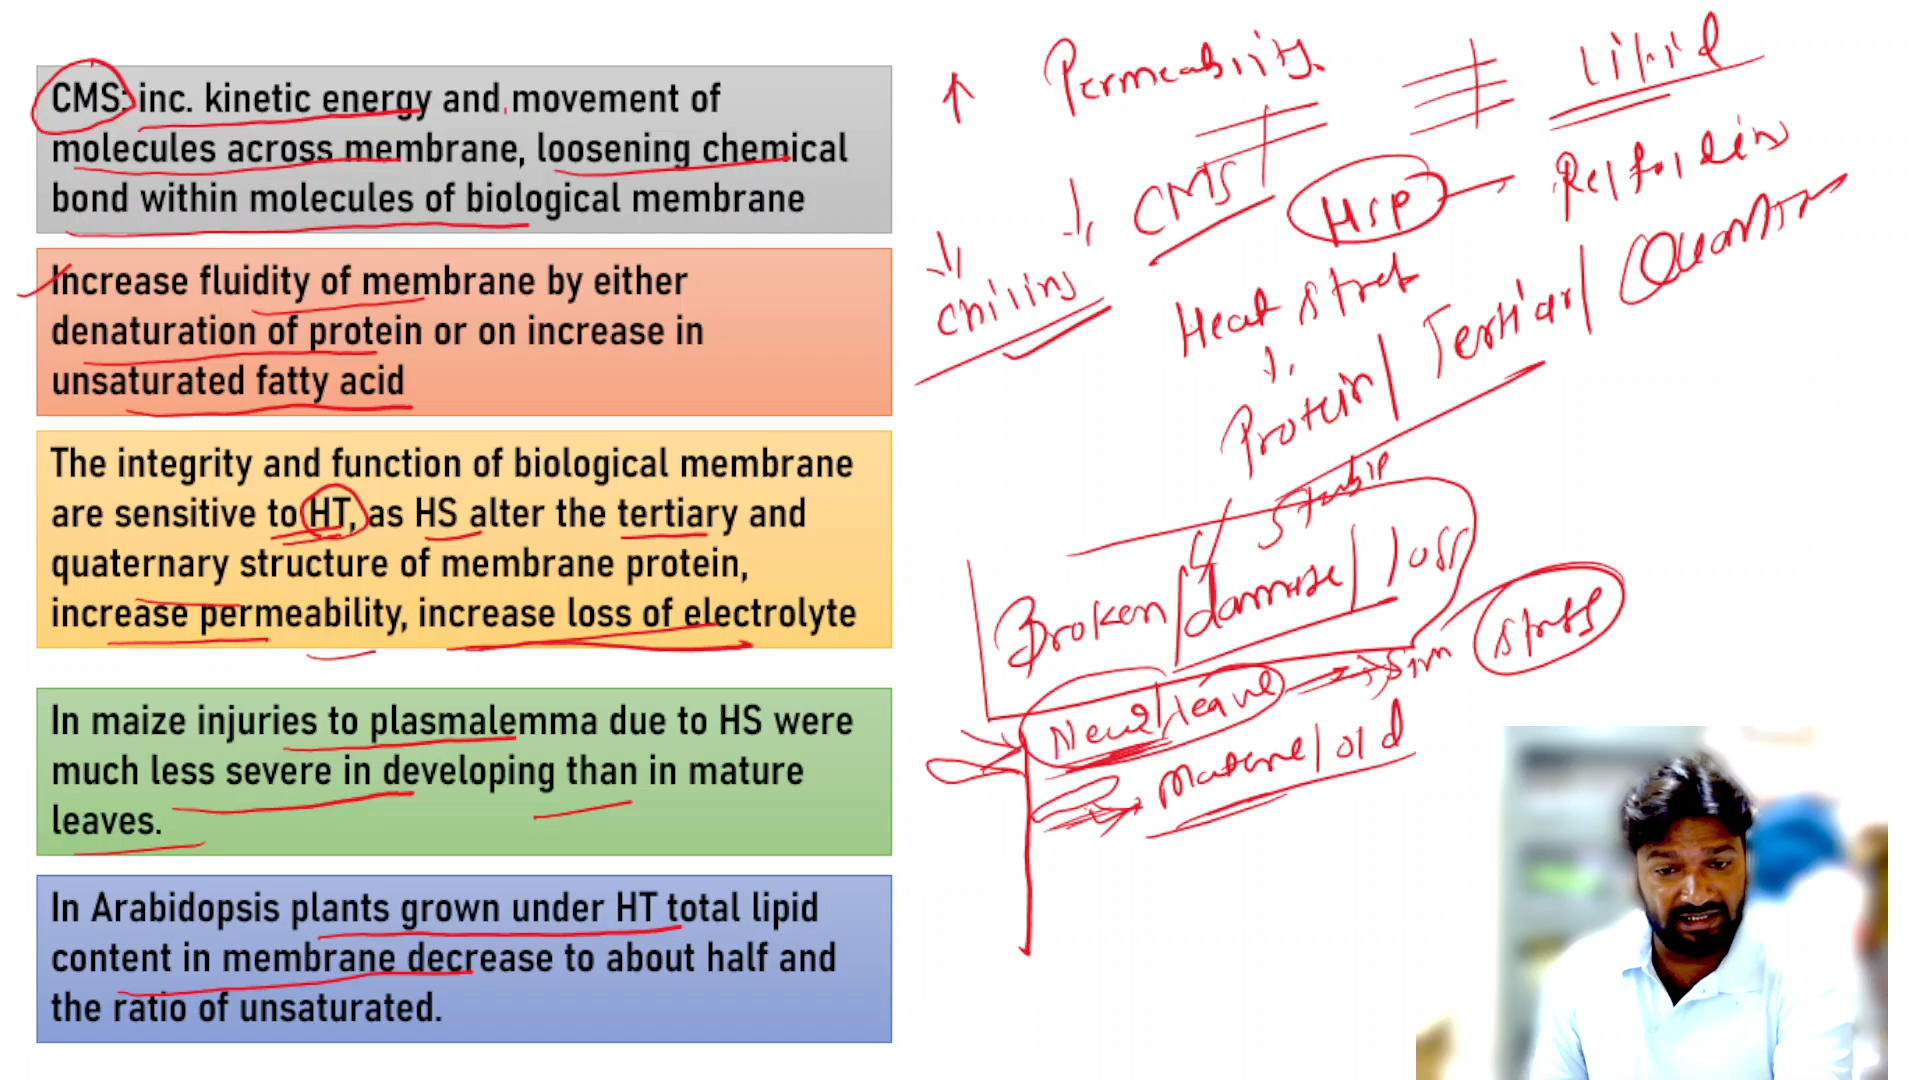 CMS: inc. kinetic energy and movement of
molecules across membrane, loosening chemical
bond within molecules of biological membrane
Increase fluidity of membrane by either
denaturation of protein or on increase in
unsaturated fatty acid
The integrity and function of biological membrane
are sensitive to HT, as HS alter the tertiary and
quaternary structure of membrane protein,
increase permeability, increase loss of electrolyte
In maize injuries to plasmalemma due to HS were
much less severe in developing than in mature
leaves.
In Arabidopsis plants grown under HT total lipid
content in membrane decrease to about half and
the ratio of unsaturated.
↑ Permeability
Lipid
CMS
HSP
Chilling
Heat stress
Protein / Tertiary /
Broken / damage / loss
New / leave
stress
Mature / old